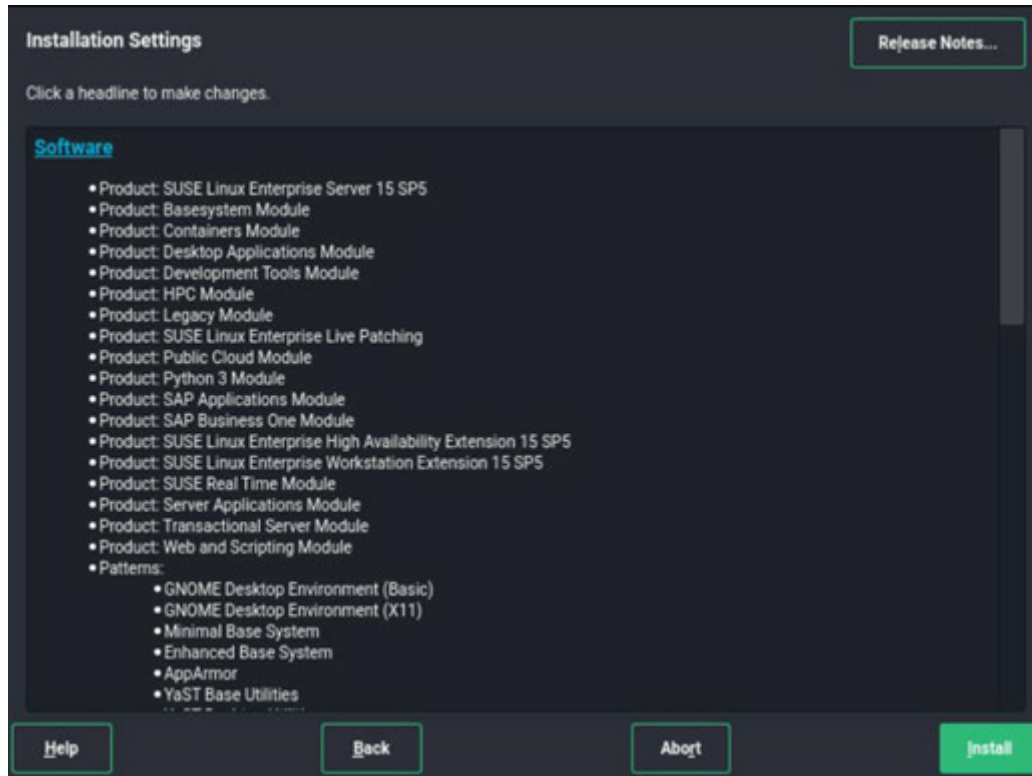 Installation Settings
Release Notes...
Click a headline to make changes.
Software
• Product: SUSE Linux Enterprise Server 15 SP5
• Product: Basesystem Module
• Product: Containers Module
• Product: Desktop Applications Module
• Product: Development Tools Module
• Product: HPC Module
• Product: Legacy Module
• Product: SUSE Linux Enterprise Live Patching
• Product: Public Cloud Module
• Product: Python 3 Module
• Product: SAP Applications Module
• Product: SAP Business One Module
• Product: SUSE Linux Enterprise High Availability Extension 15 SP5
• Product: SUSE Linux Enterprise Workstation Extension 15 SP5
• Product: SUSE Real Time Module
• Product: Server Applications Module
• Product: Transactional Server Module
• Product: Web and Scripting Module
• Patterns:
• GNOME Desktop Environment (Basic)
• GNOME Desktop Environment (X11)
• Minimal Base System
• Enhanced Base System
• AppArmor
• YaST Base Utilities
Help
Back
Abort
Install